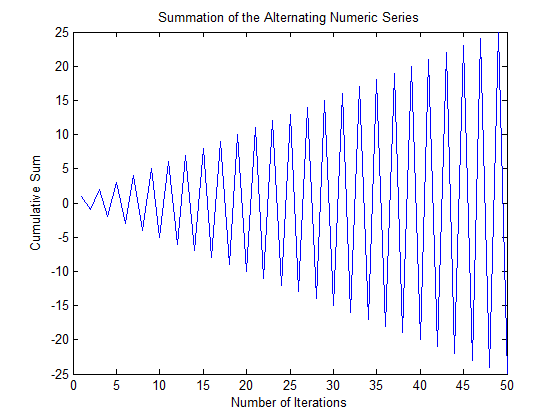 Summation of the Alternating Numeric Series
25
20
15
10
5
0
-5
-10
-15
-20
-25
Cumulative Sum
0 5 10 15 20 25 30 35 40 45 50
Number of Iterations